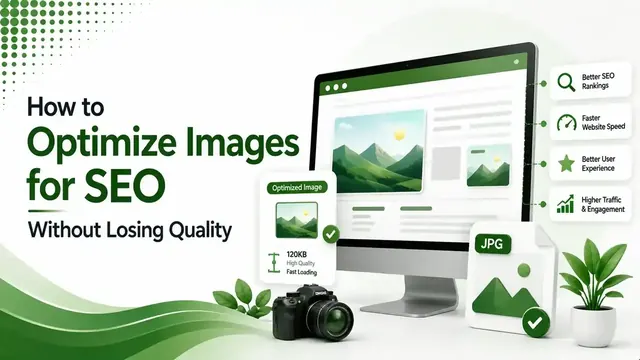 How to
Optimize Images
for SEO
Without Losing Quality
Optimized Image
120KB
High Quality
Fast Loading
JPG
Better SEO
Rankings
Faster
Website Speed
Better User
Experience
Higher Traffic
& Engagement